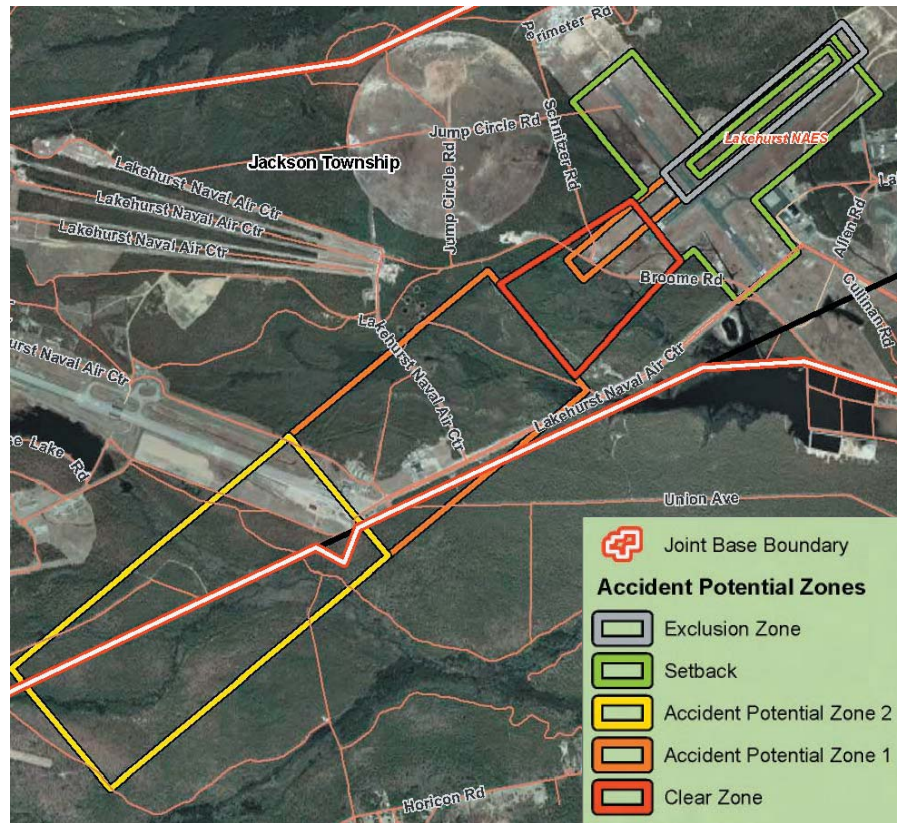 Perimeter Rd
Schnitzer Rd
Jump Circle Rd
Jump Circle Rd
Lakehurst NAES
Jackson Township
Lakehurst Naval Air Ctr
Lakehurst Naval Air Ctr
Lakehurst Naval Air Ctr
Allen Rd
Broome Rd
Cullinan Rd
Lakehurst Naval Air Ctr
Lakehurst Naval Air Ctr
hurst Naval Air Ctr
Lake Rd
Union Ave
Horicon Rd
Joint Base Boundary
Accident Potential Zones
Exclusion Zone
Setback
Accident Potential Zone 2
Accident Potential Zone 1
Clear Zone